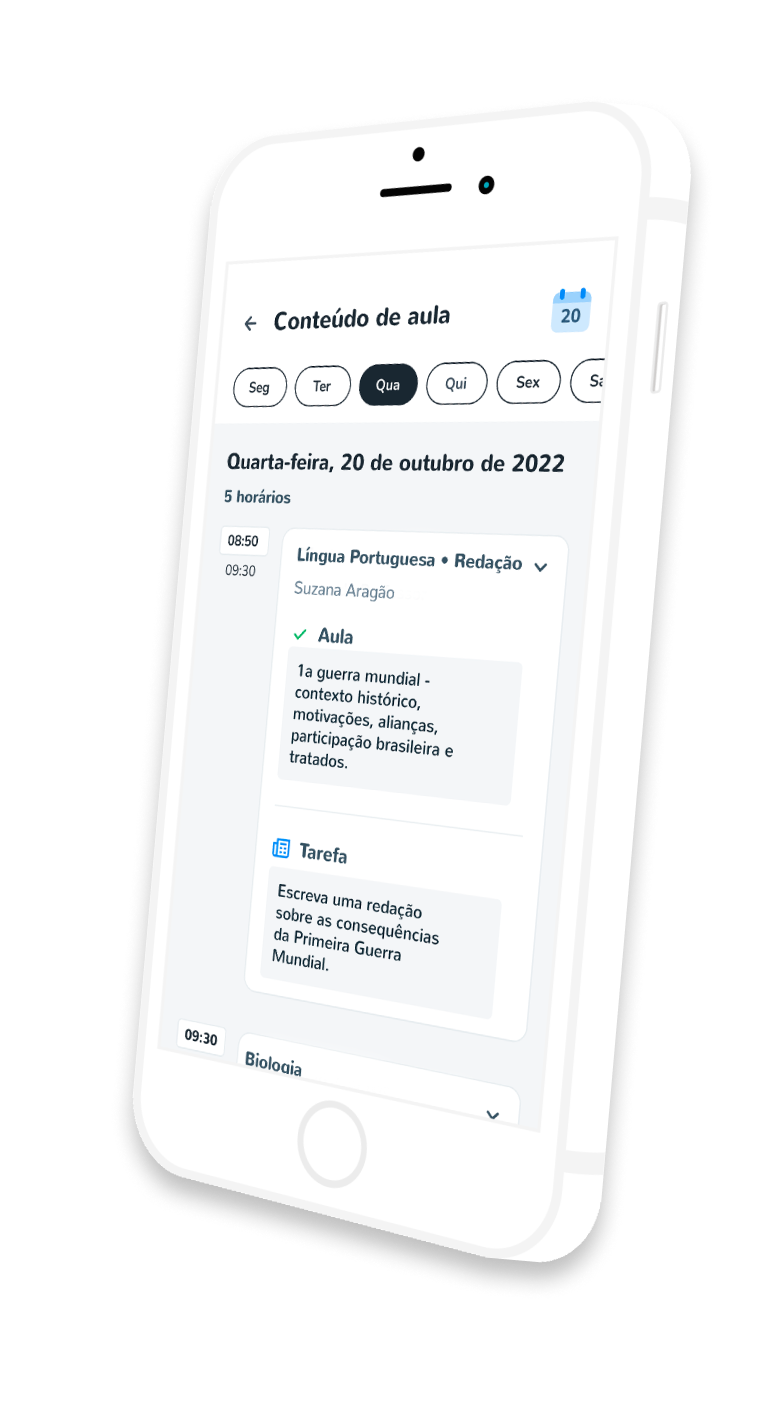 Conteúdo de aula
20
Seg Ter Qua Qui Sex
Quarta-feira, 20 de outubro de 2022
5 horários
08:50
09:30
Língua Portuguesa • Redação
Suzana Aragão
Aula
1a guerra mundial -
contexto histórico,
motivações, alianças,
participação brasileira e
tratados.
Tarefa
Escreva uma redação
sobre as consequências
da Primeira Guerra
Mundial.
09:30
Biologia